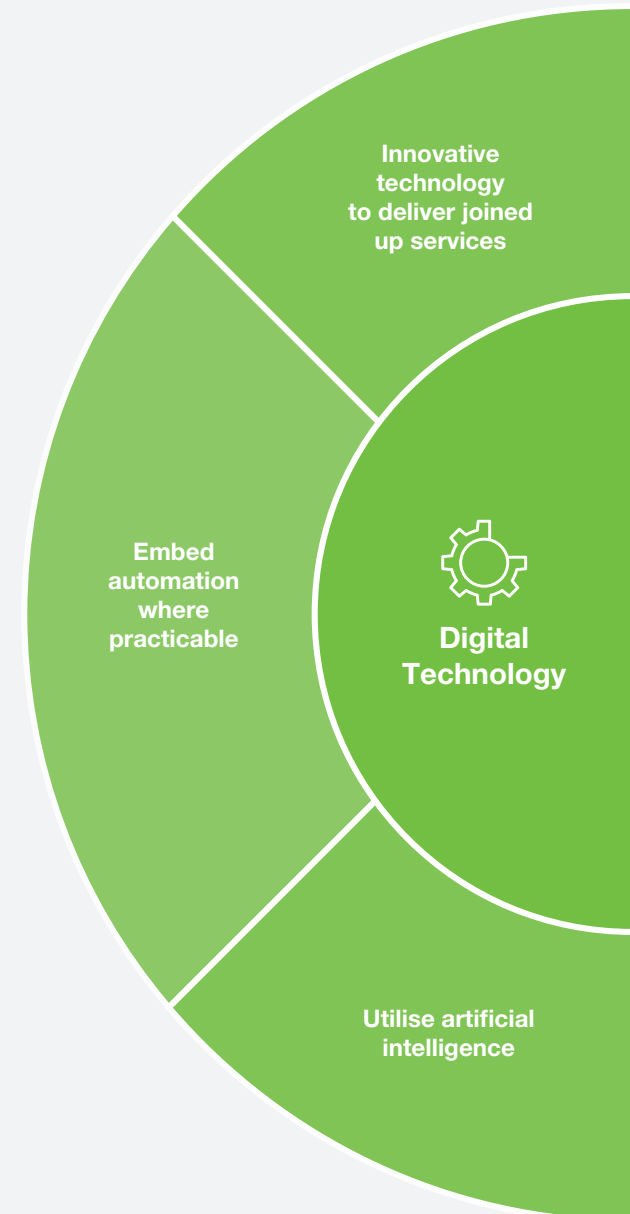 Innovative
technology
to deliver joined
up services
Embed
automation
where
practicable
Digital
Technology
Utilise artificial
intelligence